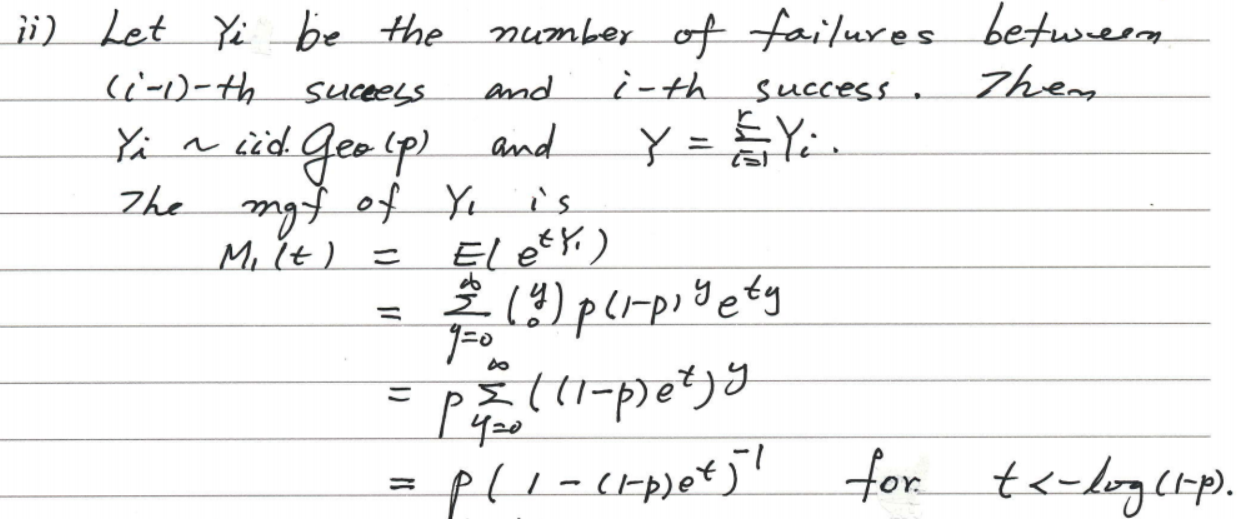 ii) Let Yi be the number of failures between
(i-1)-th success and i-th success. Then
Yi ~ iid. Geo(p) and Y = Σ_{i=1}^{r} Yi.
The mgf of Y₁ is
M₁(t) = E(e^{tY₁})
= Σ_{y=0}^{∞} (y 0) p(1-p)^y e^{ty}
= p Σ_{y=0}^{∞} ((1-p)e^t)^y
= p(1-(1-p)e^t)^{-1} for t<-log(1-p).